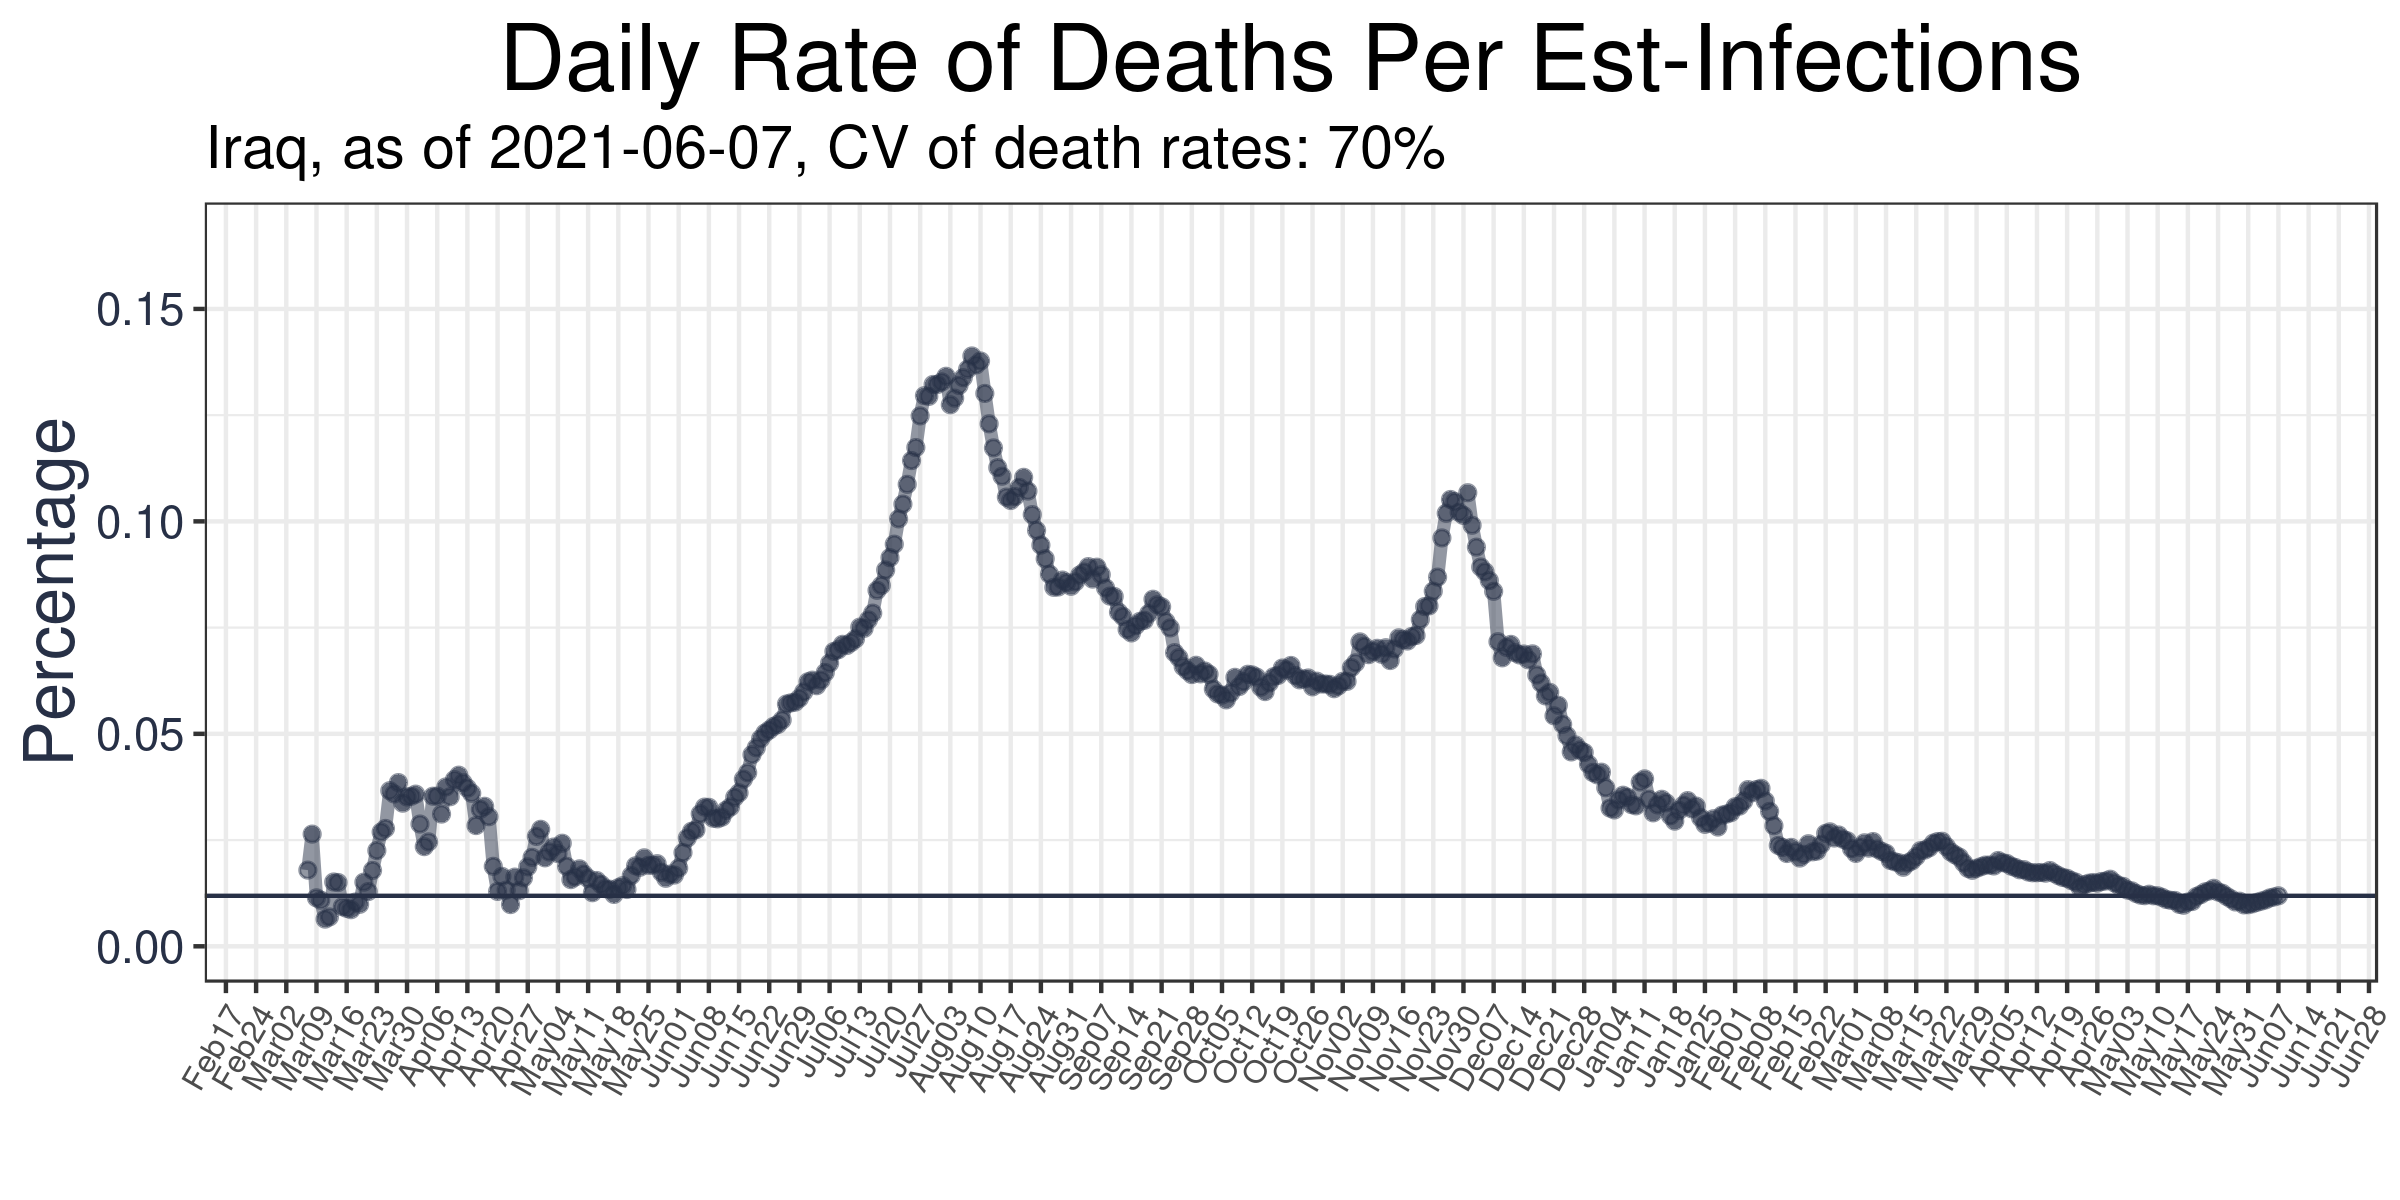 Daily Rate of Deaths Per Est-Infections
Iraq, as of 2021-06-07, CV of death rates: 70%
Percentage
0.15
0.10
0.05
0.00
Feb17
Feb24
Mar02
Mar09
Mar16
Mar23
Mar30
Apr06
Apr13
Apr20
Apr27
May04
May11
May18
May25
Jun01
Jun08
Jun15
Jun22
Jun29
Jul06
Jul13
Jul20
Jul27
Aug03
Aug10
Aug17
Aug24
Aug31
Sep07
Sep14
Sep21
Sep28
Oct05
Oct12
Oct19
Oct26
Nov02
Nov09
Nov16
Nov23
Nov30
Dec07
Dec14
Dec21
Dec28
Jan04
Jan11
Jan18
Jan25
Feb01
Feb08
Feb15
Feb22
Mar01
Mar08
Mar15
Mar22
Mar29
Apr05
Apr12
Apr19
Apr26
May03
May10
May17
May24
May31
Jun07
Jun14
Jun21
Jun28